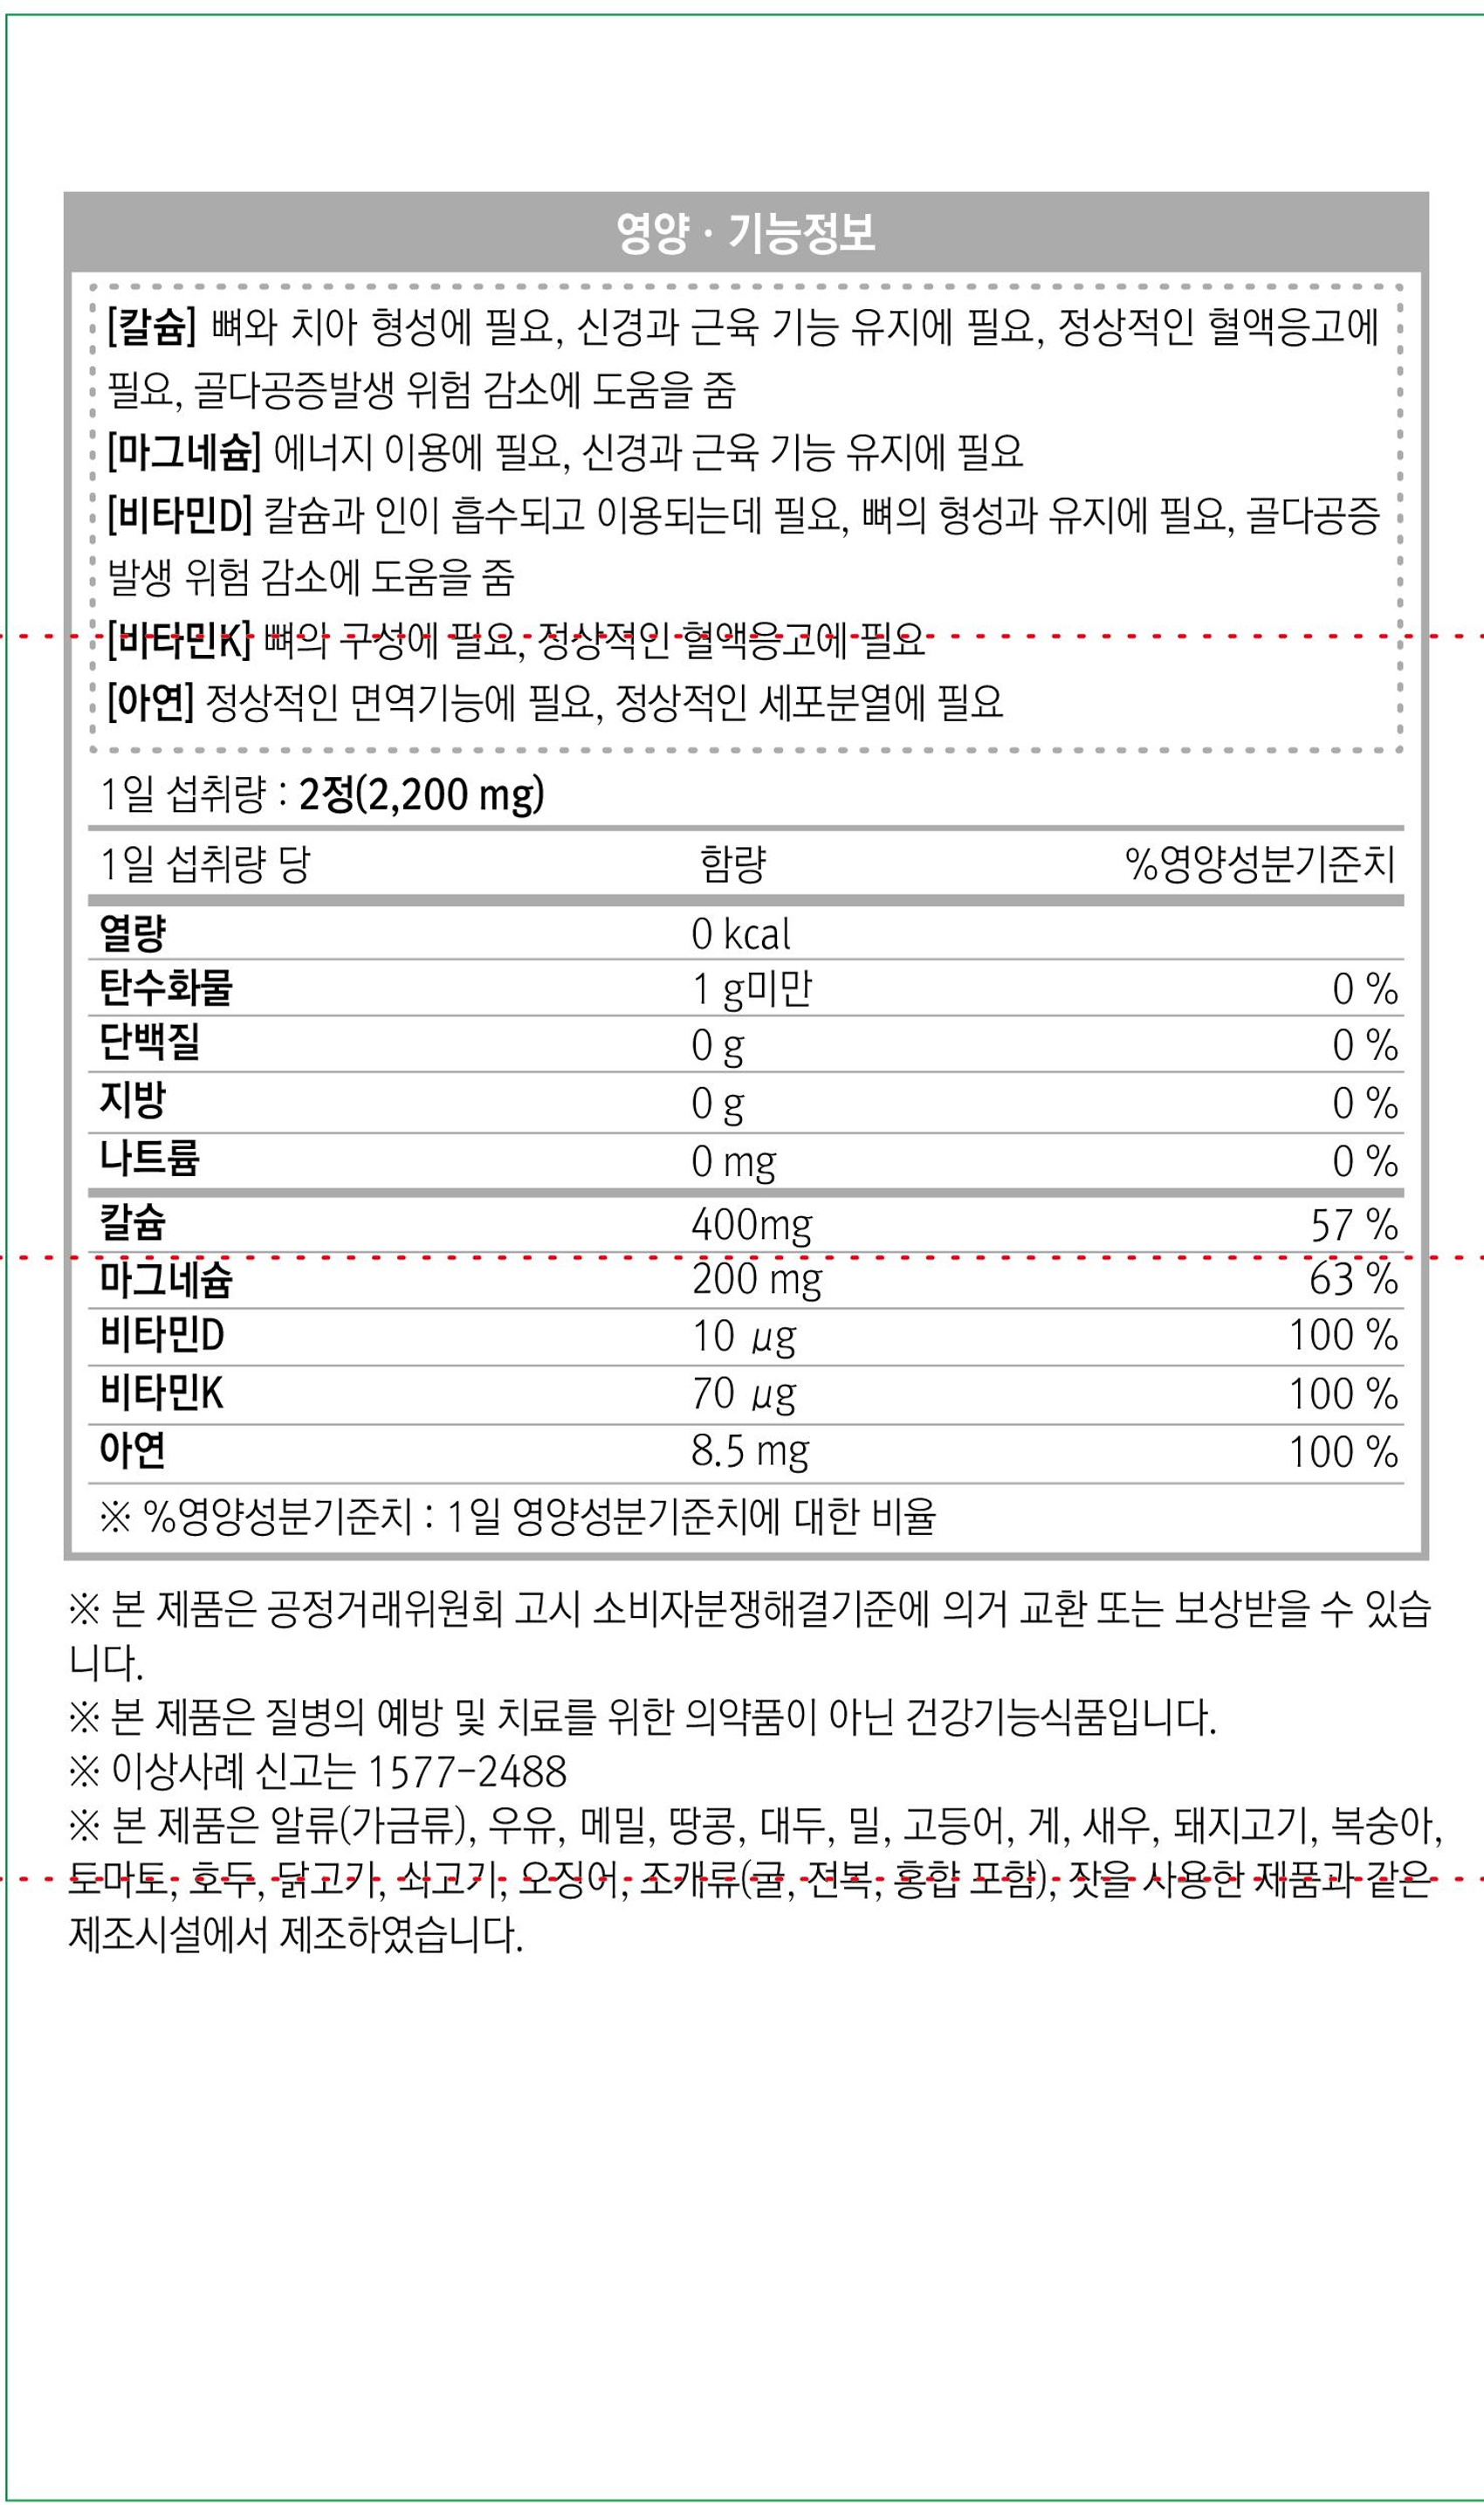 영양 · 기능정보
[칼슘] 뼈와 치아 형성에 필요, 신경과 근육 기능 유지에 필요, 정상적인 혈액응고에
필요, 골다공증발생 위험 감소에 도움을 줌
[마그네슘] 에너지 이용에 필요, 신경과 근육 기능 유지에 필요
[비타민D] 칼슘과 인이 흡수되고 이용되는데 필요, 뼈의 형성과 유지에 필요, 골다공증
발생 위험 감소에 도움을 줌
[비타민K] 뼈의 구성에 필요, 정상적인 혈액응고에 필요
[아연] 정상적인 면역기능에 필요, 정상적인 세포분열에 필요
1일 섭취량 : 2정(2,200 mg)
1일 섭취량 당 함량 %영양성분기준치
열량 0 kcal
탄수화물 1 g미만 0 %
단백질 0 g 0 %
지방 0 g 0 %
나트륨 0 mg 0 %
칼슘 400mg 57 %
마그네슘 200 mg 63 %
비타민D 10 µg 100 %
비타민K 70 µg 100 %
아연 8.5 mg 100 %
※ %영양성분기준치 : 1일 영양성분기준치에 대한 비율
※ 본 제품은 공정거래위원회 고시 소비자분쟁해결기준에 의거 교환 또는 보상받을 수 있습
니다.
※ 본 제품은 질병의 예방 및 치료를 위한 의약품이 아닌 건강기능식품입니다.
※ 이상사례 신고는 1577-2488
※ 본 제품은 알류(가금류), 우유, 메밀, 땅콩, 대두, 밀, 고등어, 게, 새우, 돼지고기, 복숭아,
토마토, 호두, 닭고기, 쇠고기, 오징어, 조개류(굴, 전복, 홍합 포함), 잣을 사용한 제품과 같은
제조시설에서 제조하였습니다.